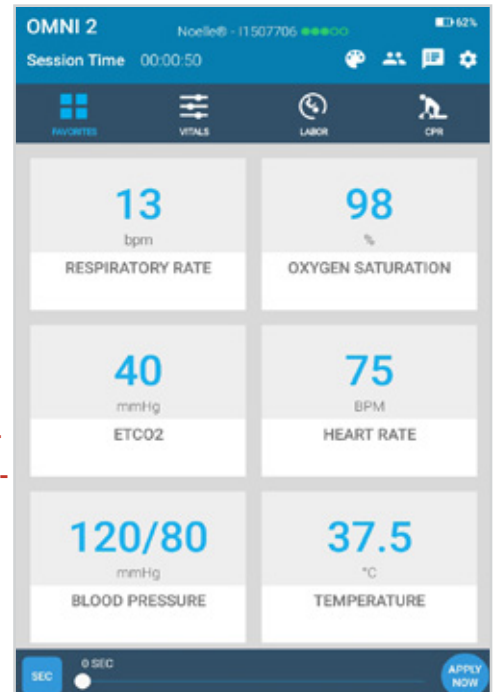 OMNI 2 Noelle® - I1507706 62%
Session Time 00:00:50
FAVORITES VITALS LABOR CPR
13 98
bpm %
RESPIRATORY RATE OXYGEN SATURATION
40 75
mmHg BPM
ETCO2 HEART RATE
120/80 37.5
mmHg °C
BLOOD PRESSURE TEMPERATURE
0 SEC
SEC APPLY
NOW